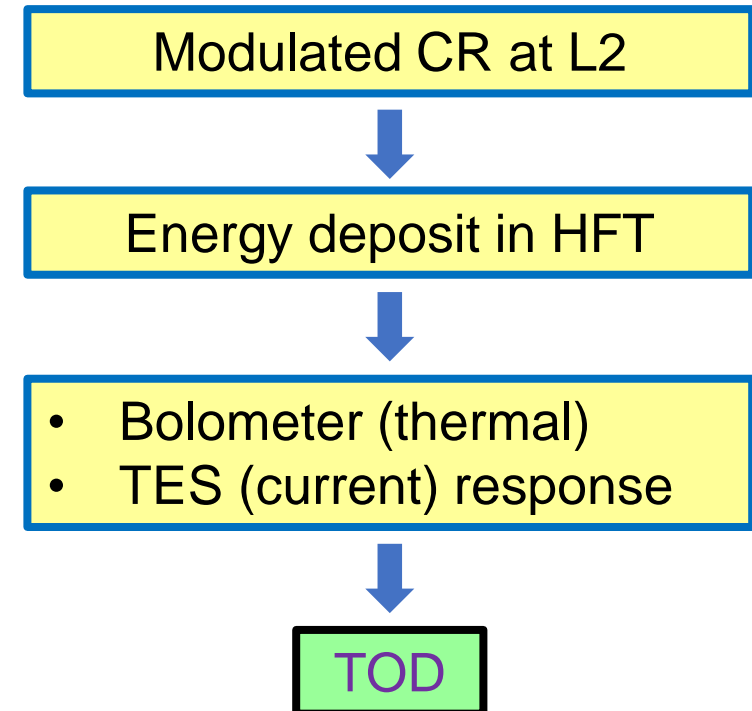 Modulated CR at L2
Energy deposit in HFT
• Bolometer (thermal)
• TES (current) response
TOD